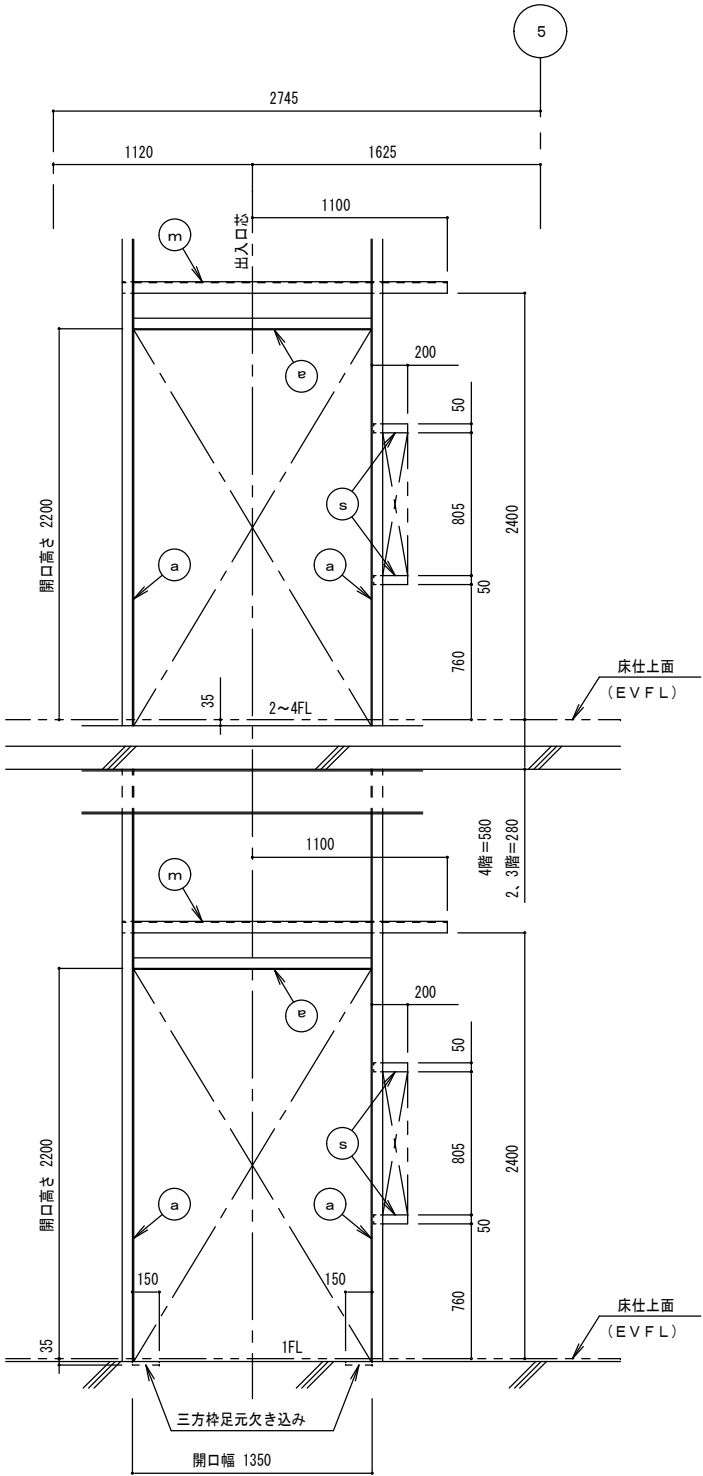 5
2745
1120
1625
1100
出入口芯
m
a
200
50
s
805
2400
開口高さ 2200
a
a
50
760
床仕上面
(EVFL)
35
2～4FL
4階＝580
2、3階＝280
1100
m
a
200
50
s
805
2400
開口高さ 2200
a
a
50
150
150
760
床仕上面
(EVFL)
35
1FL
三方枠足元欠き込み
開口幅 1350